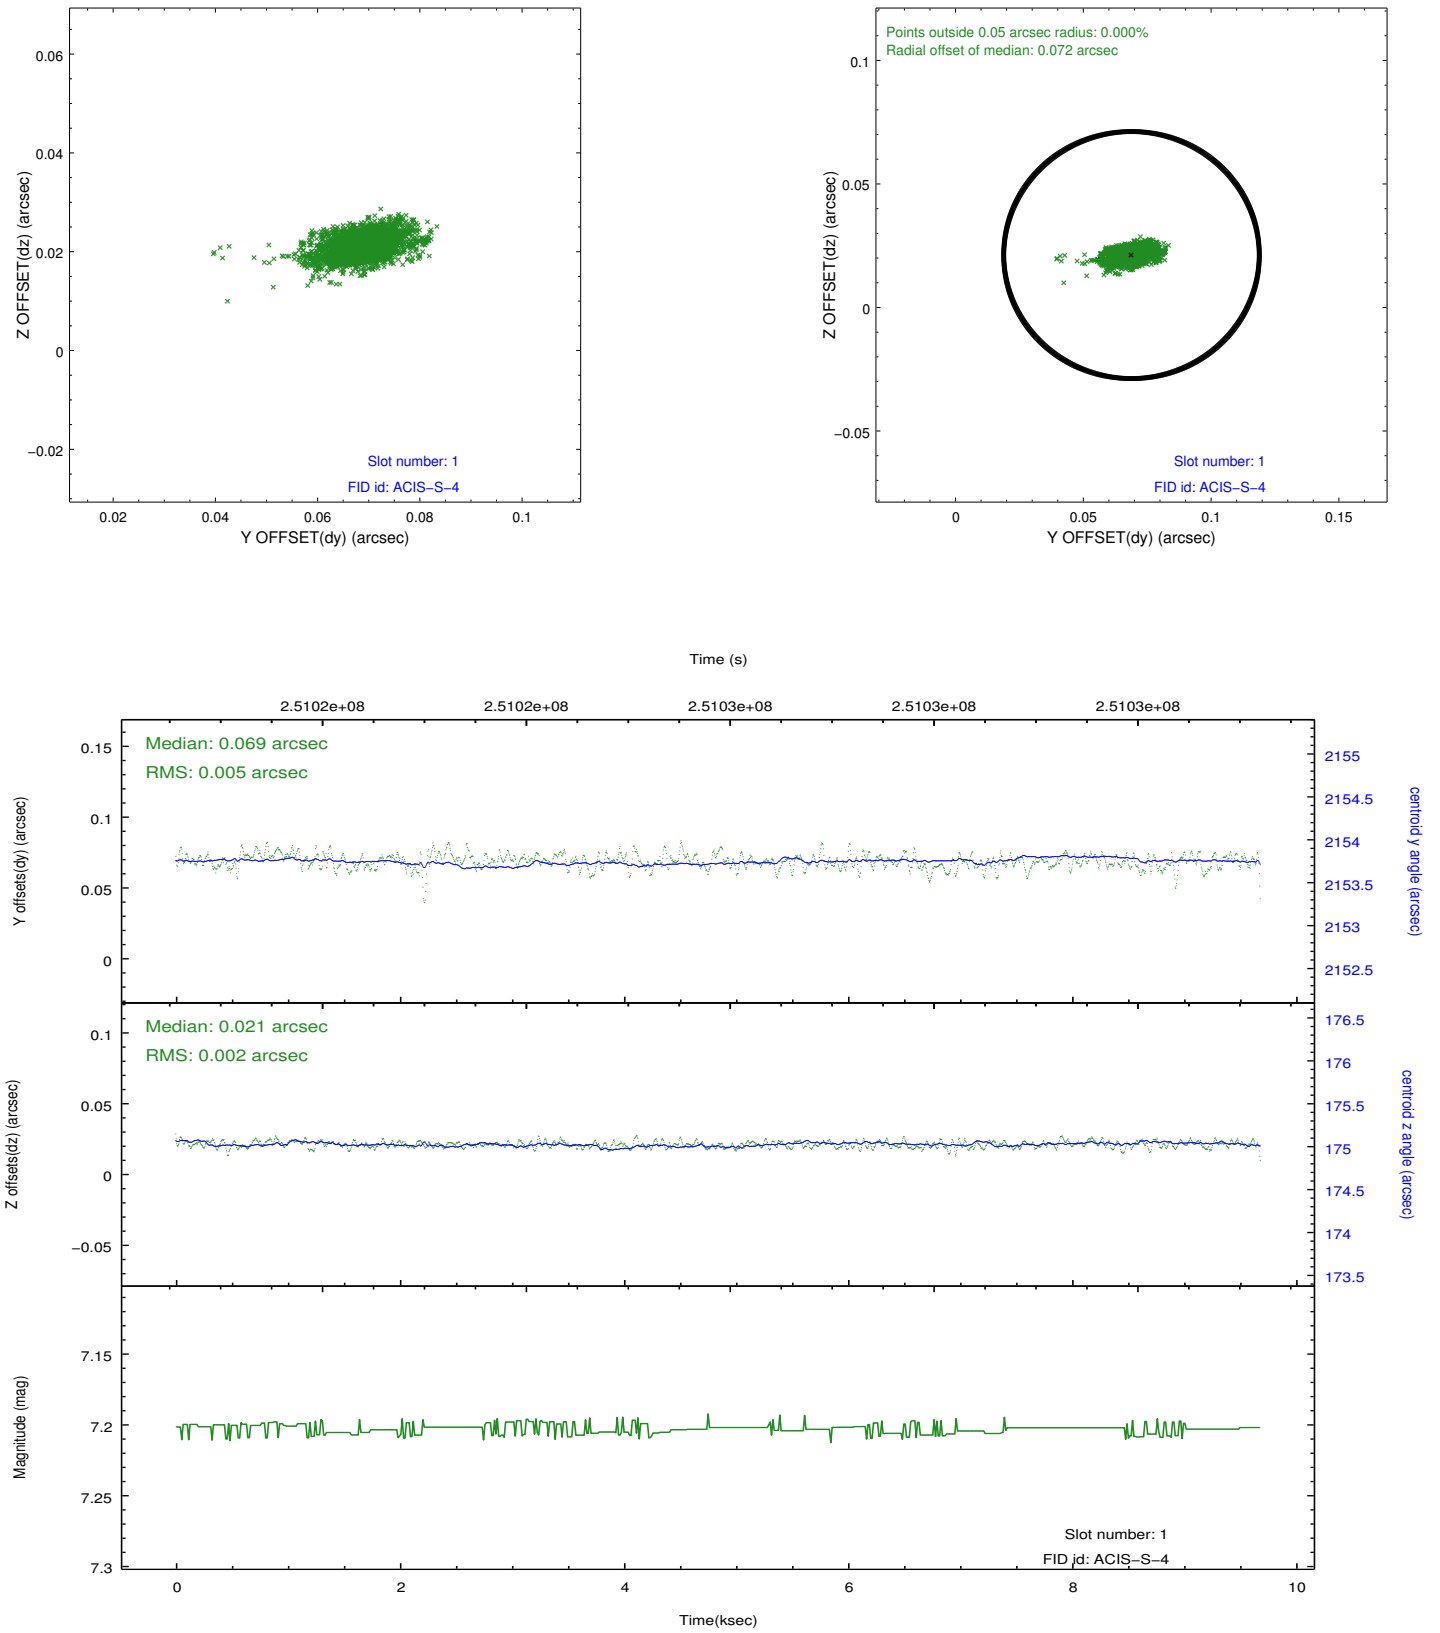 0.06
0.04
0.02
0
−0.02
Z OFFSET(dz) (arcsec)
Slot number: 1
FID id: ACIS−S−4
0.02 0.04 0.06 0.08 0.1
Y OFFSET(dy) (arcsec)
Points outside 0.05 arcsec radius: 0.000%
Radial offset of median: 0.072 arcsec
0.1
0.05
0
−0.05
Z OFFSET(dz) (arcsec)
Slot number: 1
FID id: ACIS−S−4
0 0.05 0.1 0.15
Y OFFSET(dy) (arcsec)
Time (s)
2.5102e+08 2.5102e+08 2.5103e+08 2.5103e+08 2.5103e+08
Median: 0.069 arcsec
RMS: 0.005 arcsec
0.15
0.1
0.05
0
Y offsets(dy) (arcsec)
2155
2154.5
2154
2153.5
2153
2152.5
centroid y angle (arcsec)
Median: 0.021 arcsec
RMS: 0.002 arcsec
0.1
0.05
0
−0.05
Z offsets(dz) (arcsec)
176.5
176
175.5
175
174.5
174
173.5
centroid z angle (arcsec)
7.15
7.2
7.25
7.3
Magnitude (mag)
Slot number: 1
FID id: ACIS−S−4
0 2 4 6 8 10
Time(ksec)